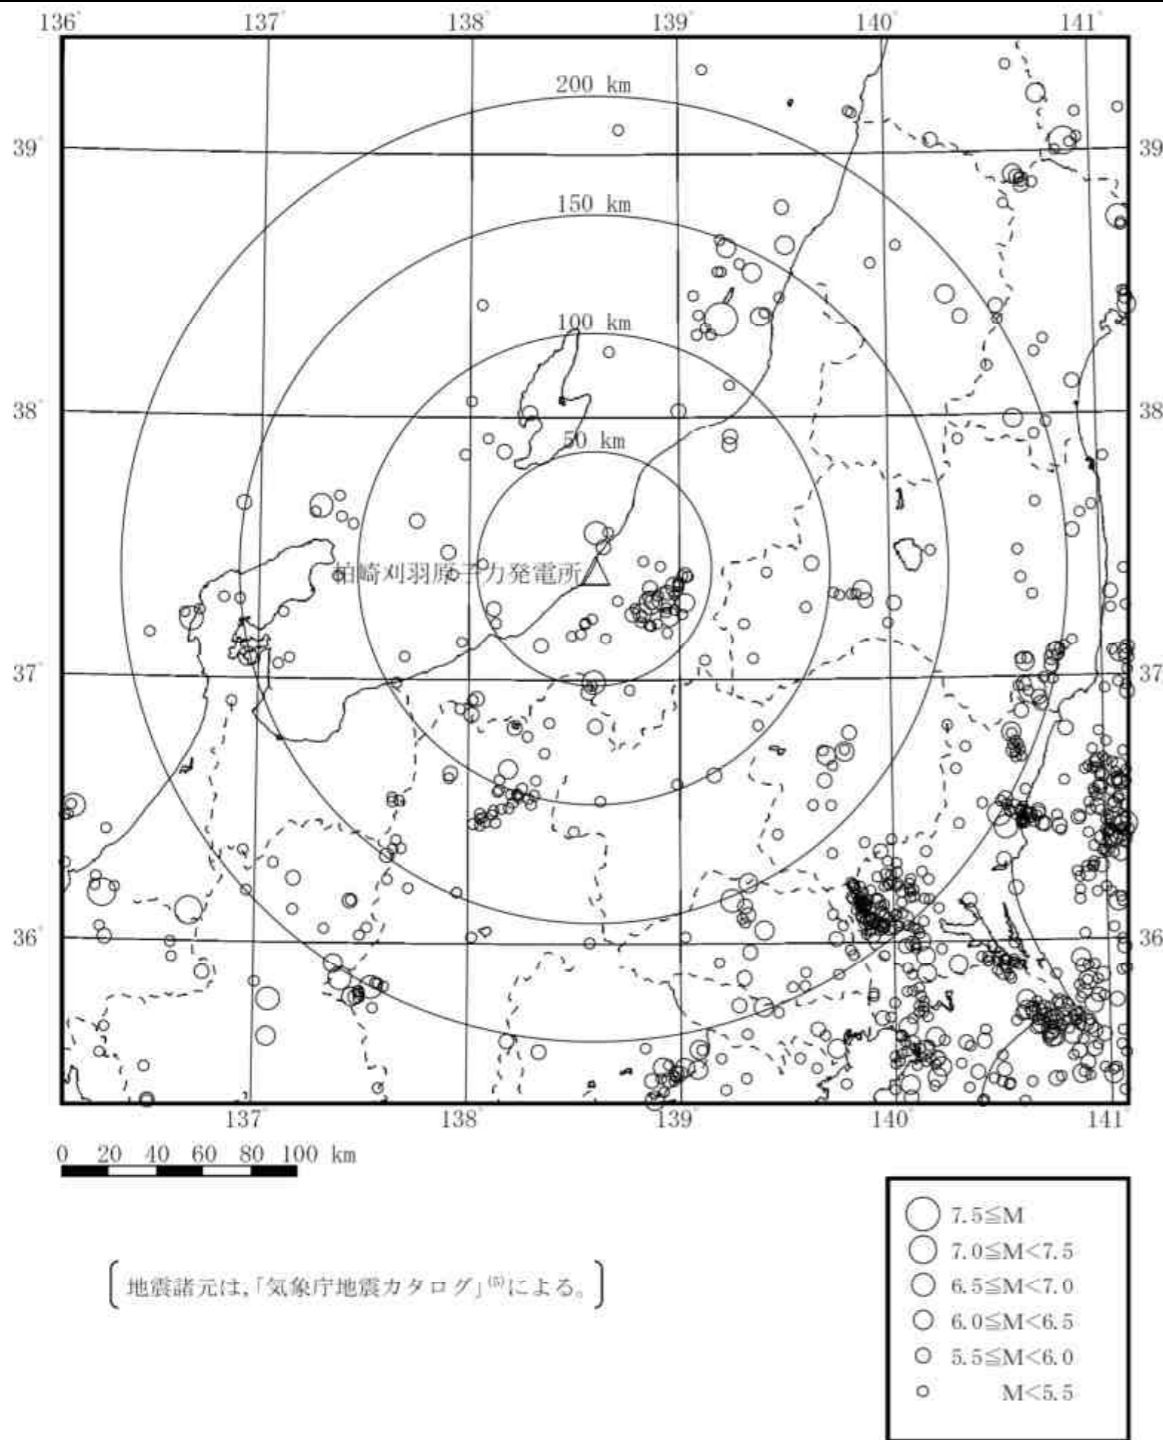 136° 137° 138° 139° 140° 141°
200 km
39° 39°
150 km
100 km
38° 38°
50 km
柏崎刈羽原子力発電所
37° 37°
36° 36°
137° 138° 139° 140° 141°
0 20 40 60 80 100 km
7.5≦M
7.0≦M<7.5
6.5≦M<7.0
6.0≦M<6.5
5.5≦M<6.0
M<5.5
地震諸元は,「気象庁地震カタログ」(5)による。